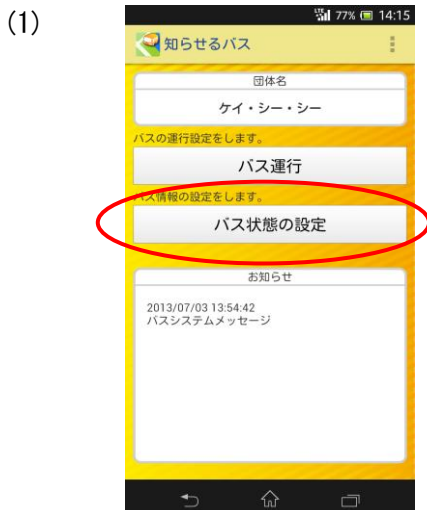 (1)
LTE 77% 14:15
知らせるバス
団体名
ケイ・シー・シー
バスの運行設定をします。
バス運行
バス情報の設定をします。
バス状態の設定
お知らせ
2013/07/03 13:54:42
バスシステムメッセージ